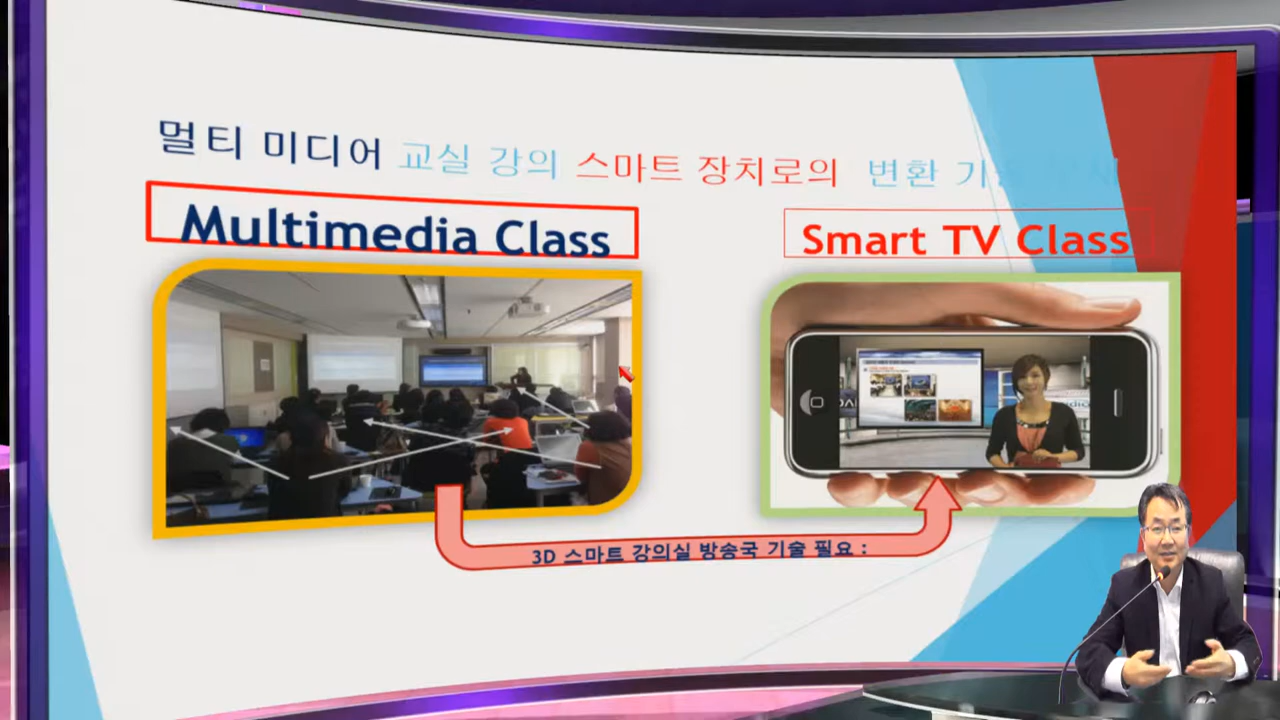 멀티 미디어 교실 강의 스마트 장치로의 변환
Multimedia Class
Smart TV Class
3D 스마트 강의실 방송국 기술 필요 :